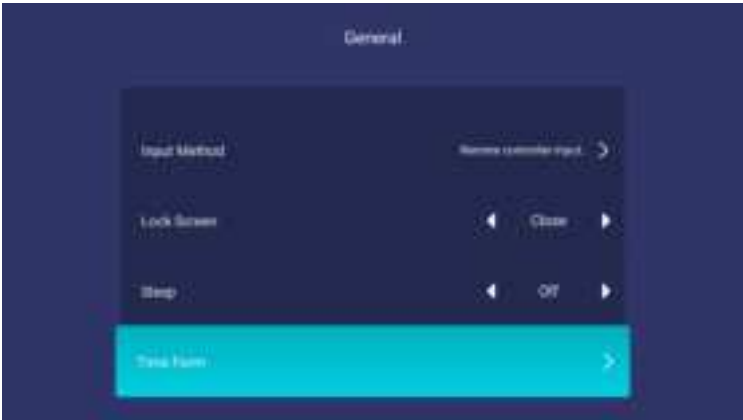 General
Input Method
Remote controller input
Lock Screen
Close
Sleep
Off
Time Form